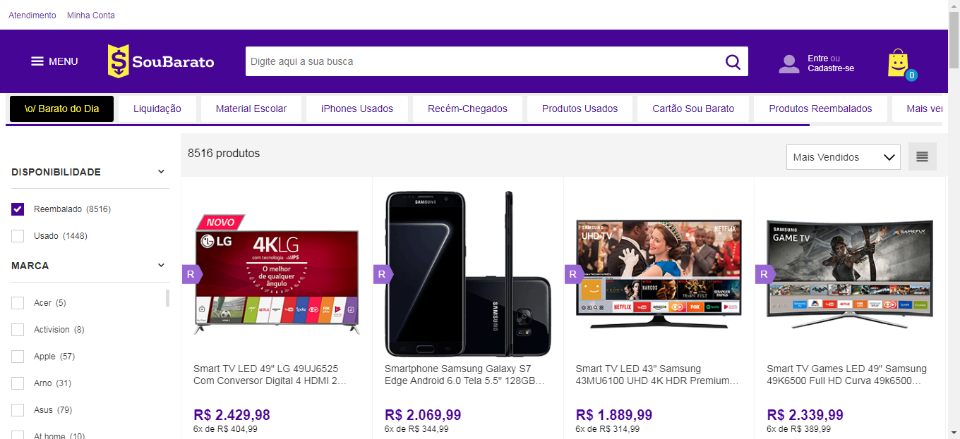 Atendimento Minha Conta
MENU
SouBarato
Digite aqui a sua busca
Entre ou
Cadastre-se
0
\o/ Barato do Dia
Liquidação
Material Escolar
iPhones Usados
Recém-Chegados
Produtos Usados
Cartão Sou Barato
Produtos Reembalados
Mais ver
8516 produtos
Mais Vendidos
DISPONIBILIDADE
Reembalado (8516)
Usado (1448)
MARCA
Acer (5)
Activision (8)
Apple (57)
Arno (31)
Asus (79)
At home (10)
NOVO
LG
4K LG
O melhor de
qualquer
ângulo
R
Smart TV LED 49" LG 49UJ6525
Com Conversor Digital 4 HDMI 2...
R$ 2.429,98
6x de R$ 404,99
SAMSUNG
SAMSUNG
R
Smartphone Samsung Galaxy S7
Edge Android 6.0 Tela 5.5" 128GB...
R$ 2.069,99
6x de R$ 344,99
SAMSUNG
UHD TV
NETFLIX
R
Smart TV LED 43" Samsung
43MU6100 UHD 4K HDR Premium...
R$ 1.889,99
6x de R$ 314,99
SAMSUNG
GAME TV
R
Smart TV Games LED 49" Samsung
49K6500 Full HD Curva 49k6500...
R$ 2.339,99
6x de R$ 389,99